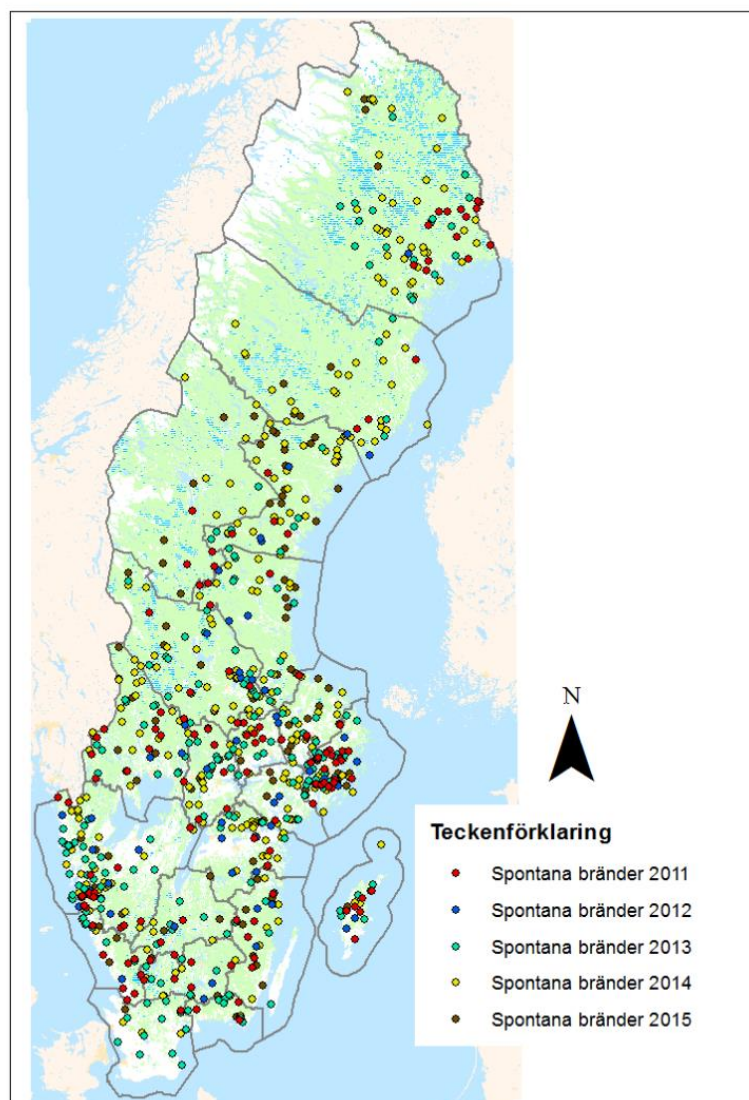 N
Teckenförklaring
Spontana bränder 2011
Spontana bränder 2012
Spontana bränder 2013
Spontana bränder 2014
Spontana bränder 2015